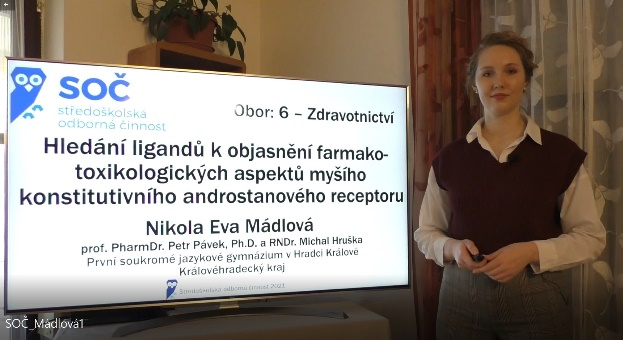 SOČ
středoškolská
odborná činnost
Obor: 6 – Zdravotnictví
Hledání ligandů k objasnění farmako-
toxikologických aspektů myšího
konstitutivního androstanového receptoru
Nikola Eva Mádlová
prof. PharmDr. Petr Pávek, Ph.D. a RNDr. Michal Hruška
První soukromé jazykové gymnázium v Hradci Králové
Královéhradecký kraj
Středoškolská odborná činnost 2021
SOČ_Mádlová1